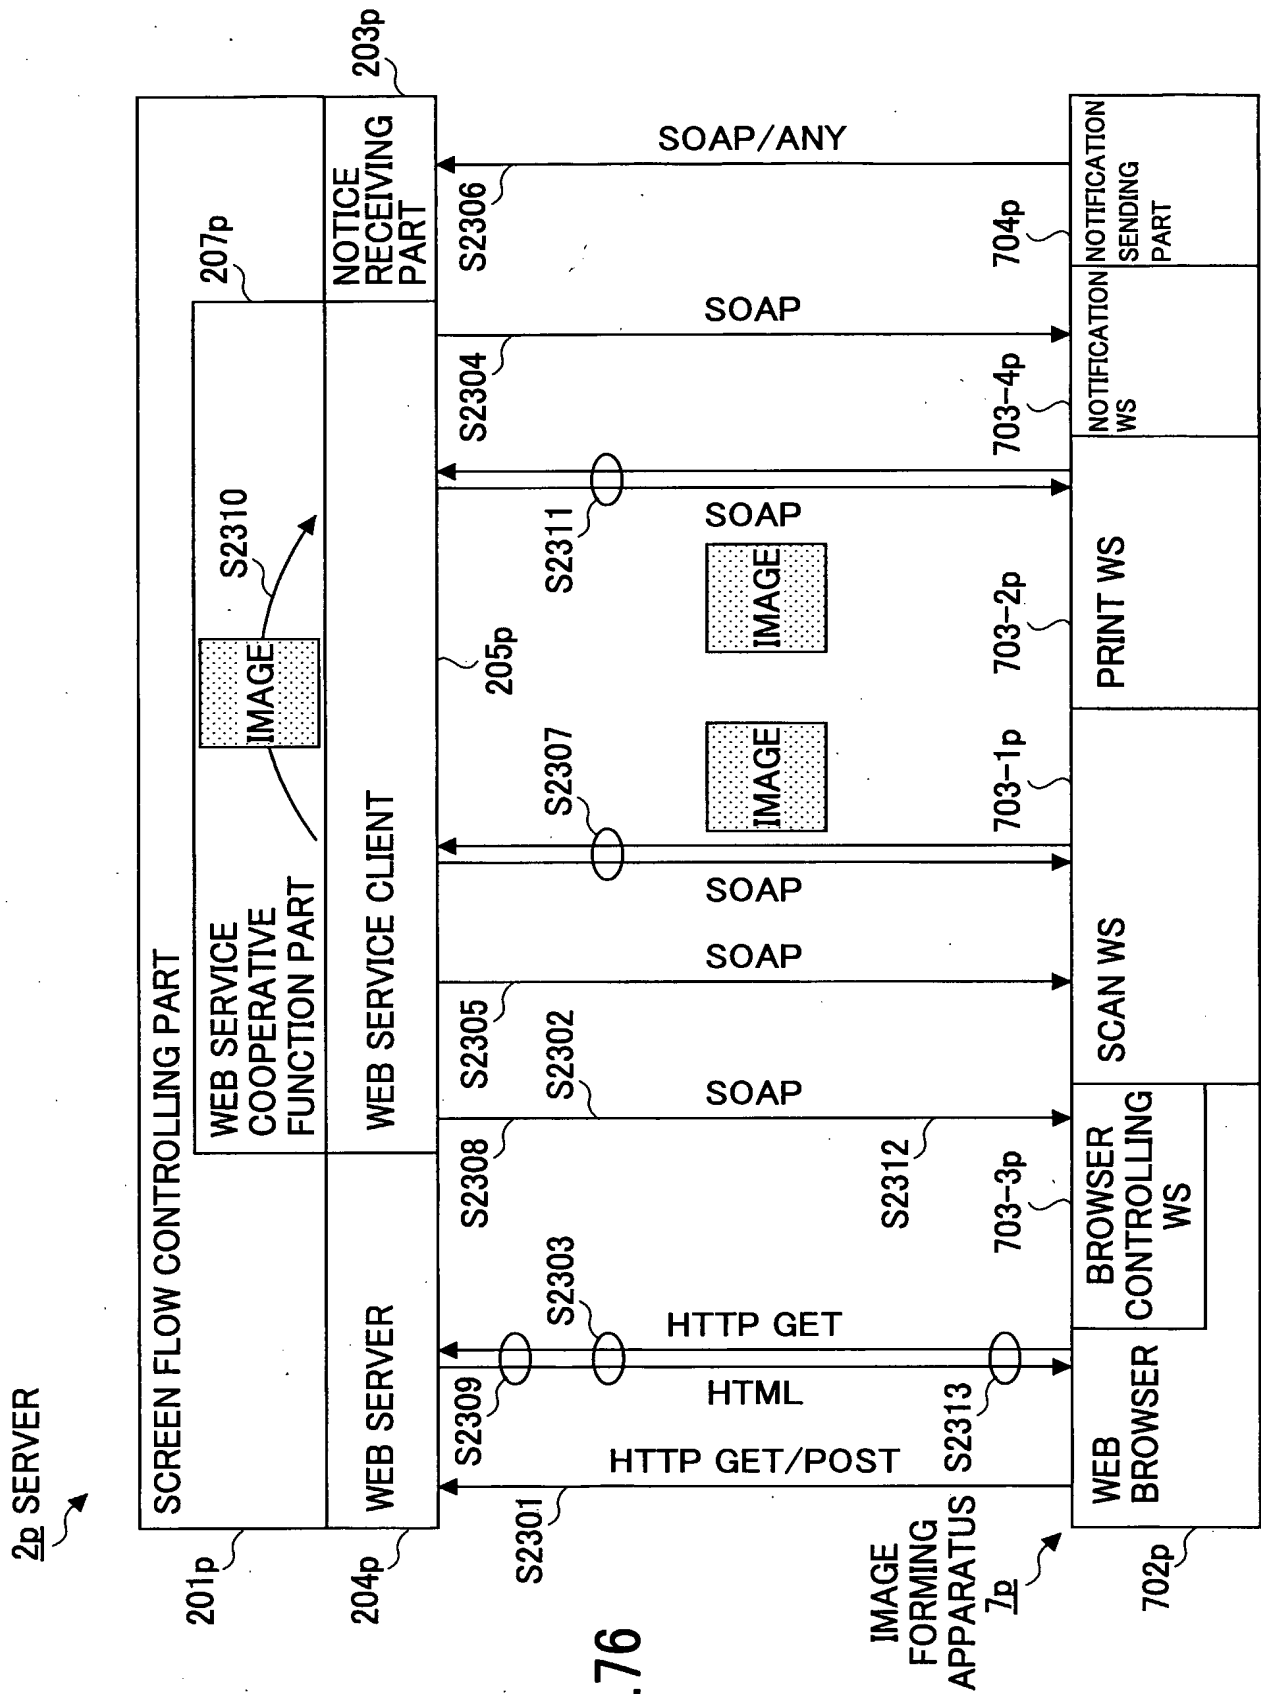 2p SERVER
201p
SCREEN FLOW CONTROLLING PART
WEB SERVICE
COOPERATIVE
FUNCTION PART
IMAGE
S2310
207p
204p
WEB SERVER
WEB SERVICE CLIENT
205p
NOTICE
RECEIVING
PART
203p
S2301
HTTP GET/POST
S2309
S2303
HTTP GET
HTML
S2313
S2308
S2302
SOAP
S2312
S2305
SOAP
S2307
SOAP
IMAGE
IMAGE
S2311
SOAP
S2304
SOAP
S2306
SOAP/ANY
IMAGE
FORMING
APPARATUS
7p
702p
WEB
BROWSER
703-3p
BROWSER
CONTROLLING
WS
703-1p
SCAN WS
703-2p
PRINT WS
703-4p
NOTIFICATION
WS
704p
NOTIFICATION
SENDING
PART
.76